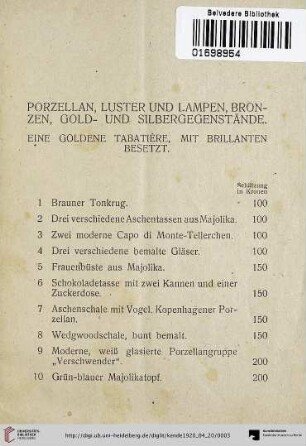 Belvedere Bibliothek
01698954
PORZELLAN, LUSTER UND LAMPEN, BRON-
ZEN, GOLD- UND SILBERGEGENSTÄNDE.
EINE GOLDENE TABATIÈRE, MIT BRILLANTEN
BESETZT.
Schätzung
in Kronen
1 Brauner Tonkrug. 100
2 Drei verschiedene Aschentassen aus Majolika. 100
3 Zwei moderne Capo di Monte-Tellerchen. 100
4 Drei verschiedene bemalte Gläser. 100
5 Frauenbüste aus Majolika. 150
6 Schokoladetasse mit zwei Kannen und einer
Zuckerdose. 150
7 Aschenschale mit Vogel. Kopenhagener Por-
zellan. 150
8 Wedgwoodschale, bunt bemalt. 150
9 Moderne, weiß glasierte Porzellangruppe
„Verschwender“. 200
10 Grün-blauer Majolikatopf. 200
UNIVERSITÄTS-
BIBLIOTHEK
HEIDELBERG
http://digi.ub.uni-heidelberg.de/diglit/kende1920_04_20/0003